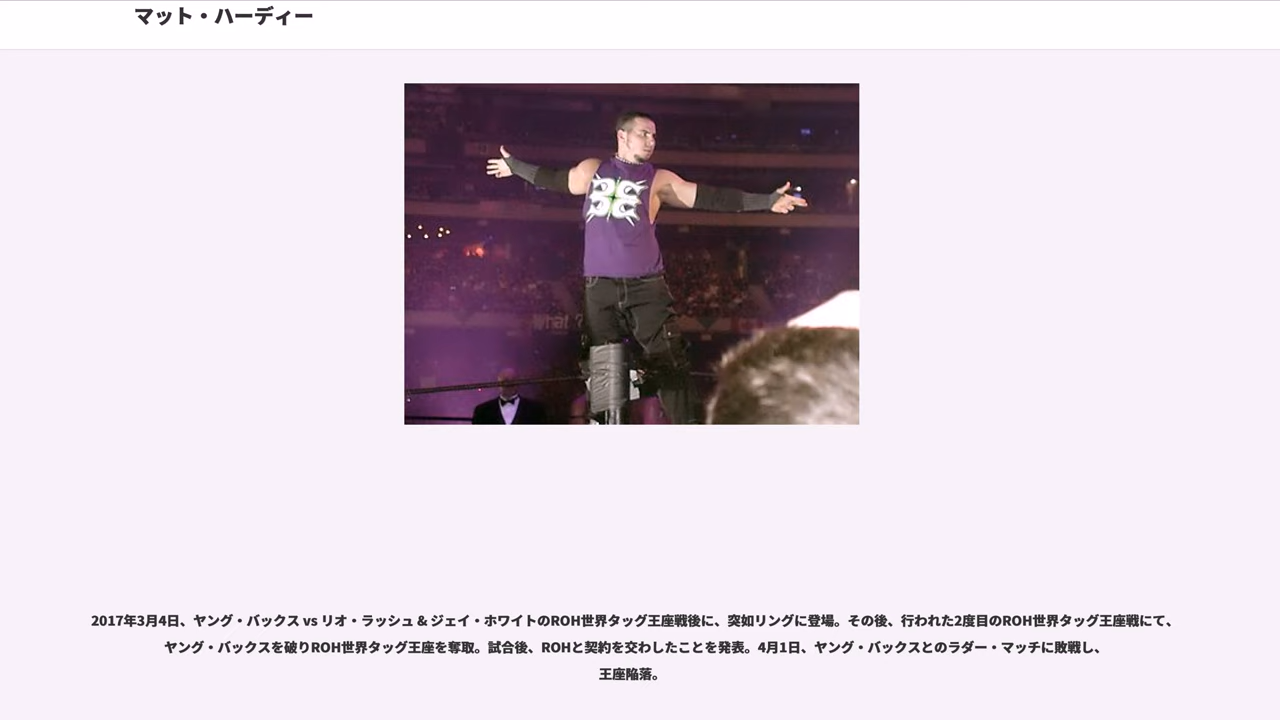 マット・ハーディー
what ?
2017年3月4日、ヤング・バックス vs リオ・ラッシュ & ジェイ・ホワイトのROH世界タッグ王座戦後に、突如リングに登場。その後、行われた2度目のROH世界タッグ王座戦にて、
ヤング・バックスを破りROH世界タッグ王座を奪取。試合後、ROHと契約を交わしたことを発表。4月1日、ヤング・バックスとのラダー・マッチに敗戦し、
王座陥落。